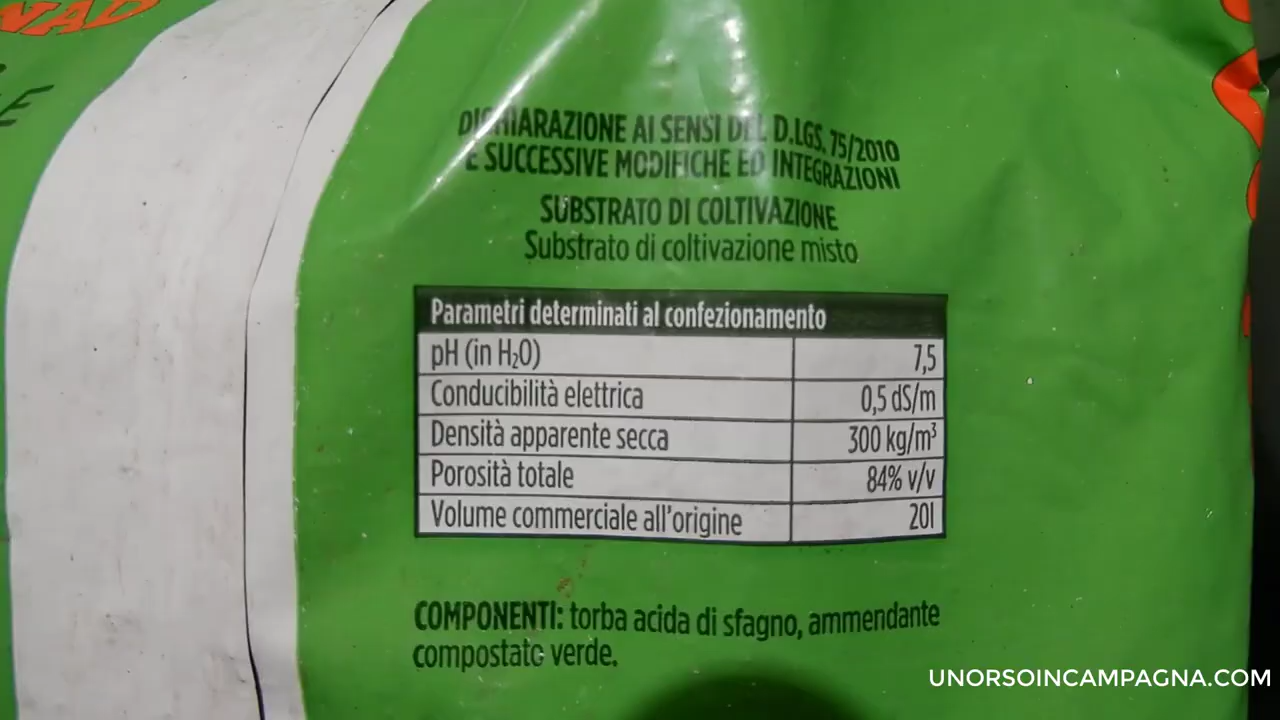 DICHIARAZIONE AI SENSI DEL D.LGS. 75/2010
E SUCCESSIVE MODIFICHE ED INTEGRAZIONI
SUBSTRATO DI COLTIVAZIONE
Substrato di coltivazione misto
Parametri determinati al confezionamento
pH (in H₂O) 7,5
Conducibilità elettrica 0,5 dS/m
Densità apparente secca 300 kg/m³
Porosità totale 84% v/v
Volume commerciale all'origine 20l
COMPONENTI: torba acida di sfagno, ammendante
compostato verde.
UNORSOINCAMPAGNA.COM